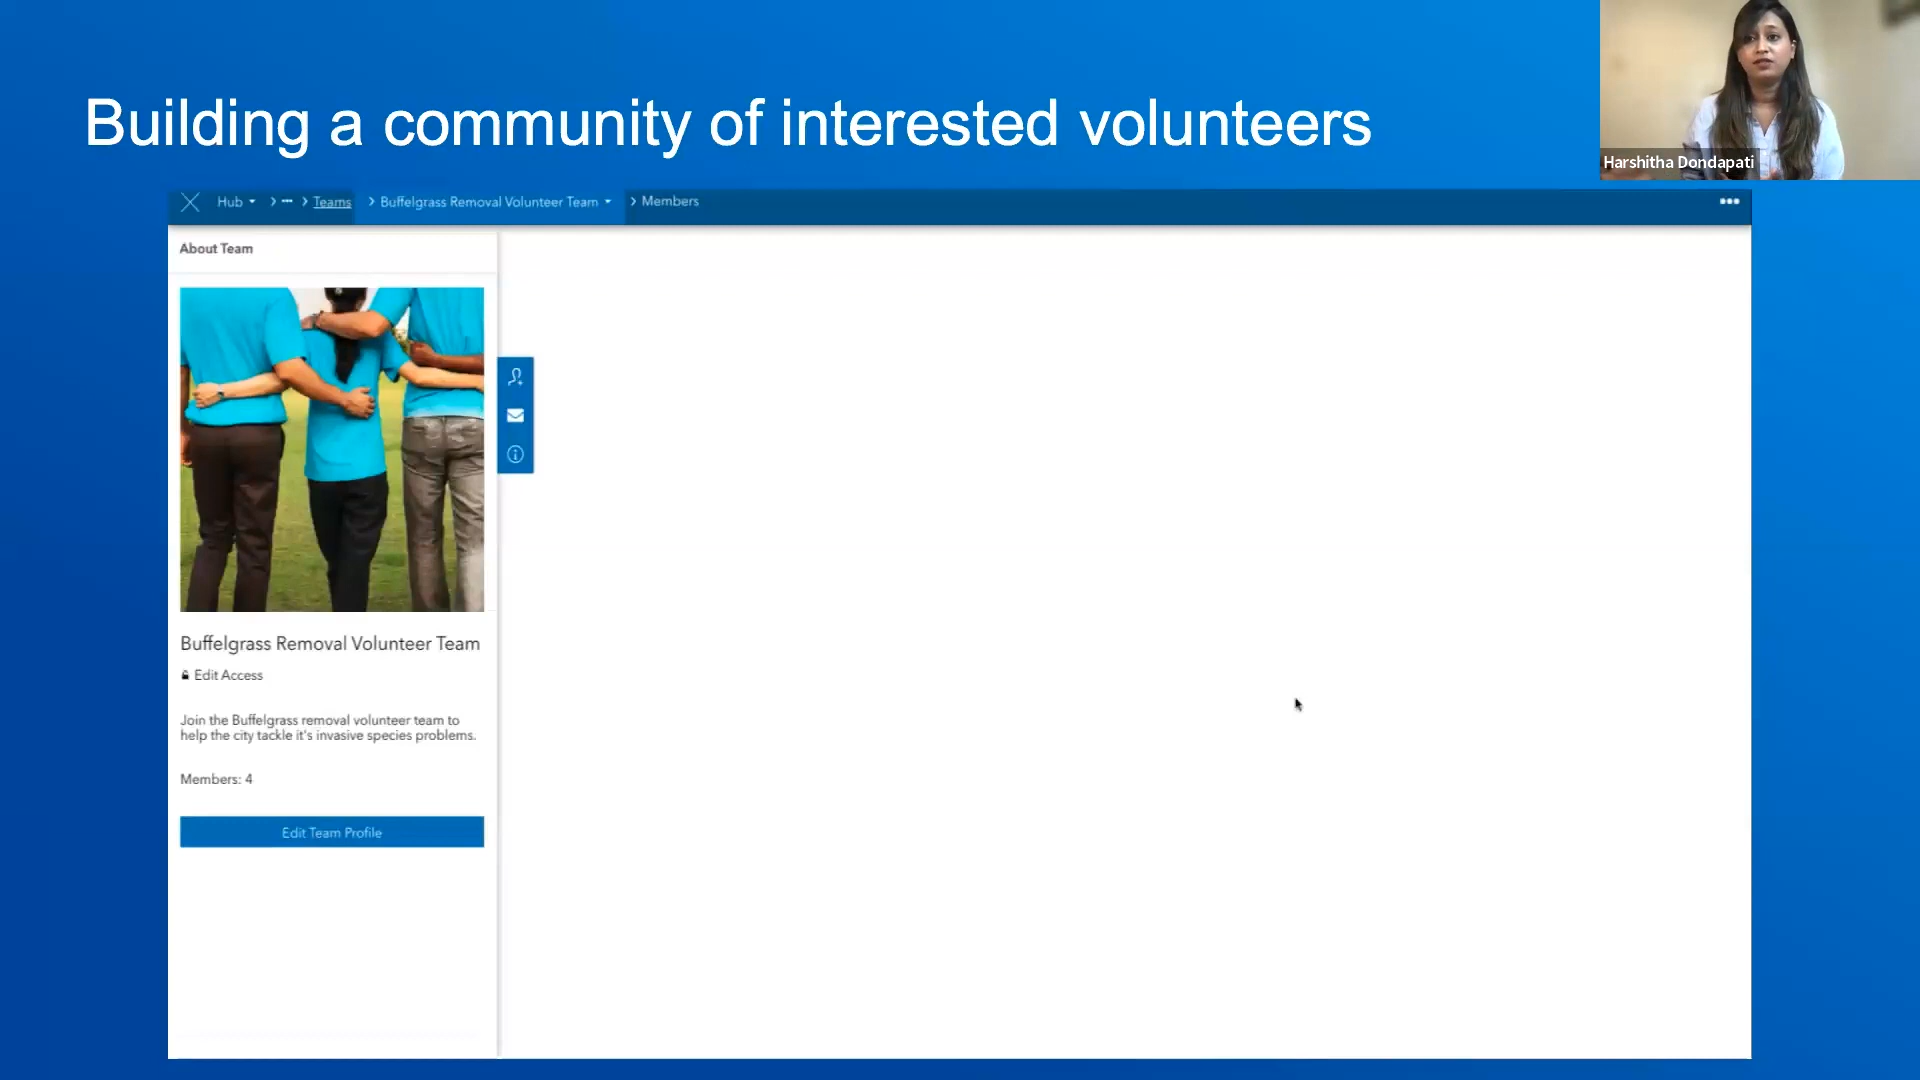 Building a community of interested volunteers
Harshitha Dondapati
Hub > ••• > Teams > Buffelgrass Removal Volunteer Team > Members •••
About Team
Buffelgrass Removal Volunteer Team
Edit Access
Join the Buffelgrass removal volunteer team to
help the city tackle it's invasive species problems.
Members: 4
Edit Team Profile